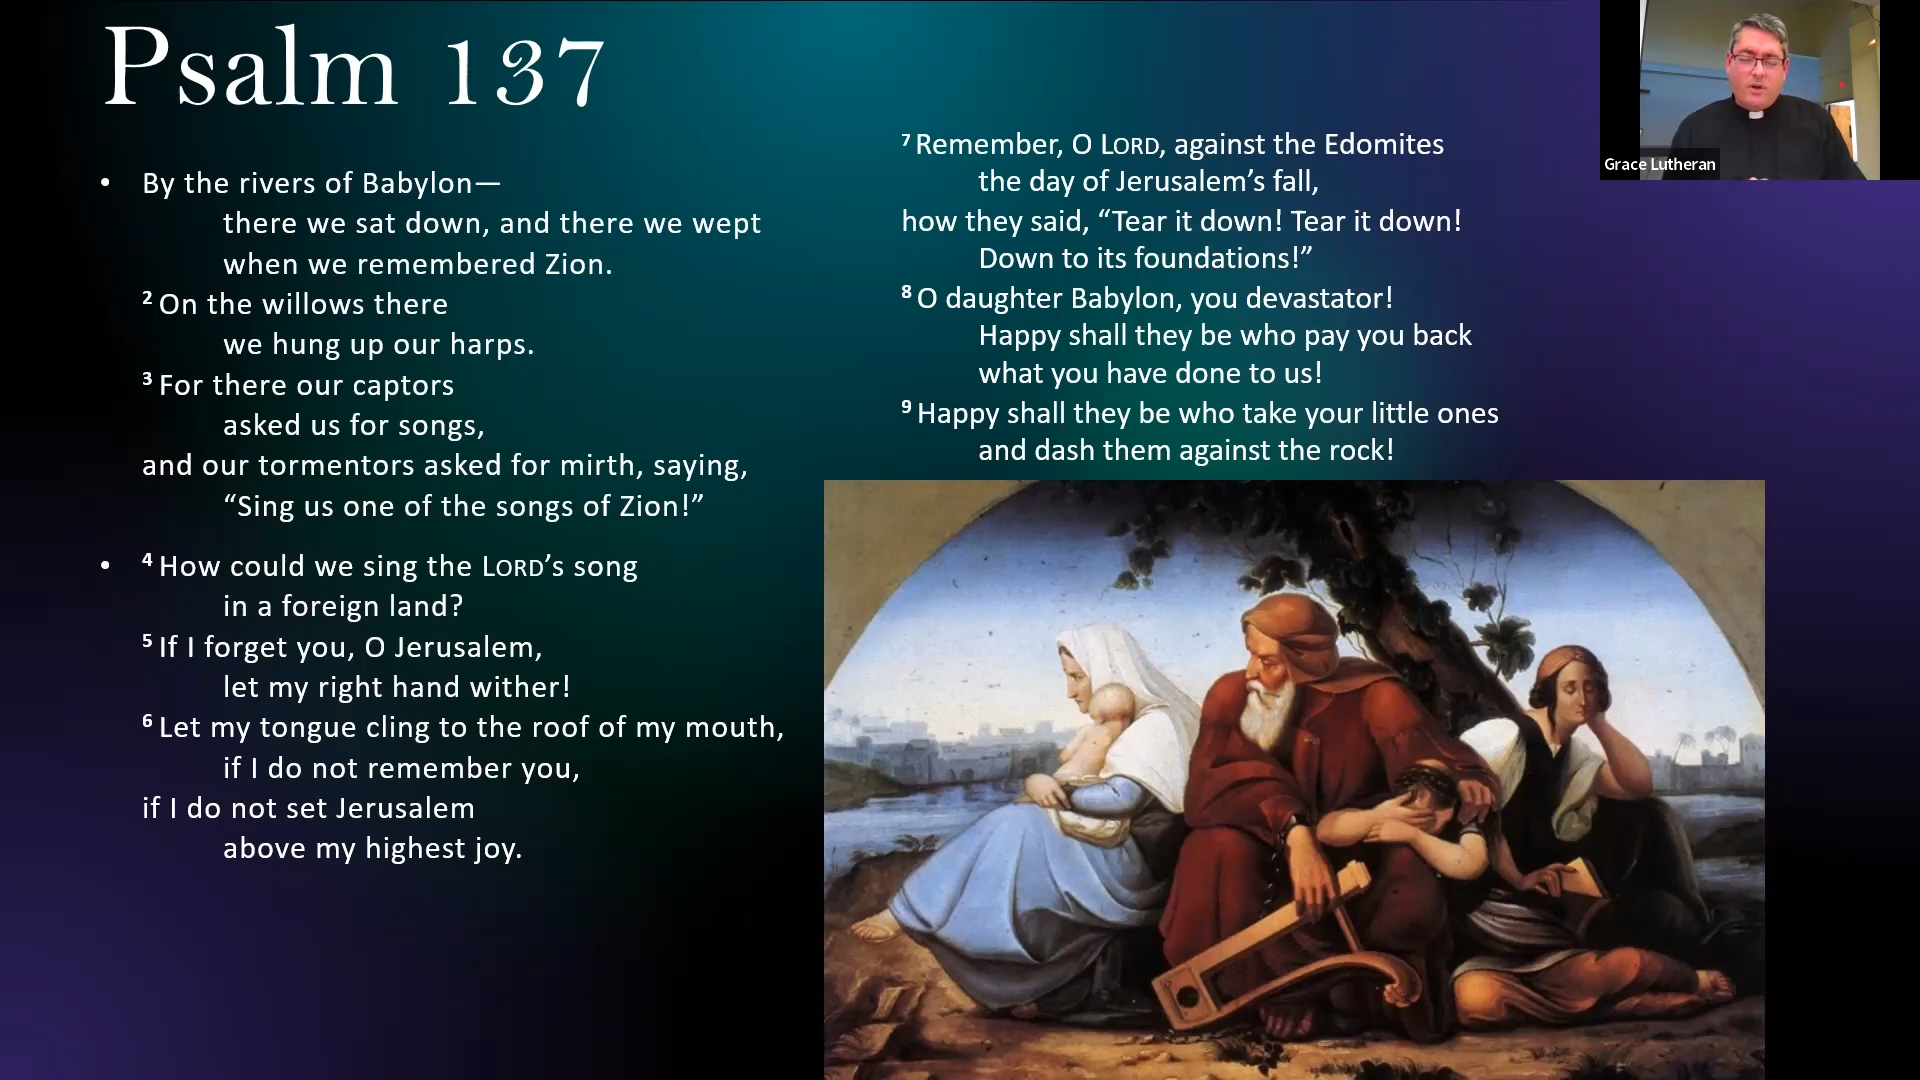 Psalm 137
• By the rivers of Babylon—
there we sat down, and there we wept
when we remembered Zion.
2 On the willows there
we hung up our harps.
3 For there our captors
asked us for songs,
and our tormentors asked for mirth, saying,
“Sing us one of the songs of Zion!”
• 4 How could we sing the LORD’s song
in a foreign land?
5 If I forget you, O Jerusalem,
let my right hand wither!
6 Let my tongue cling to the roof of my mouth,
if I do not remember you,
if I do not set Jerusalem
above my highest joy.
7 Remember, O LORD, against the Edomites
the day of Jerusalem’s fall,
how they said, “Tear it down! Tear it down!
Down to its foundations!”
8 O daughter Babylon, you devastator!
Happy shall they be who pay you back
what you have done to us!
9 Happy shall they be who take your little ones
and dash them against the rock!
Grace Lutheran